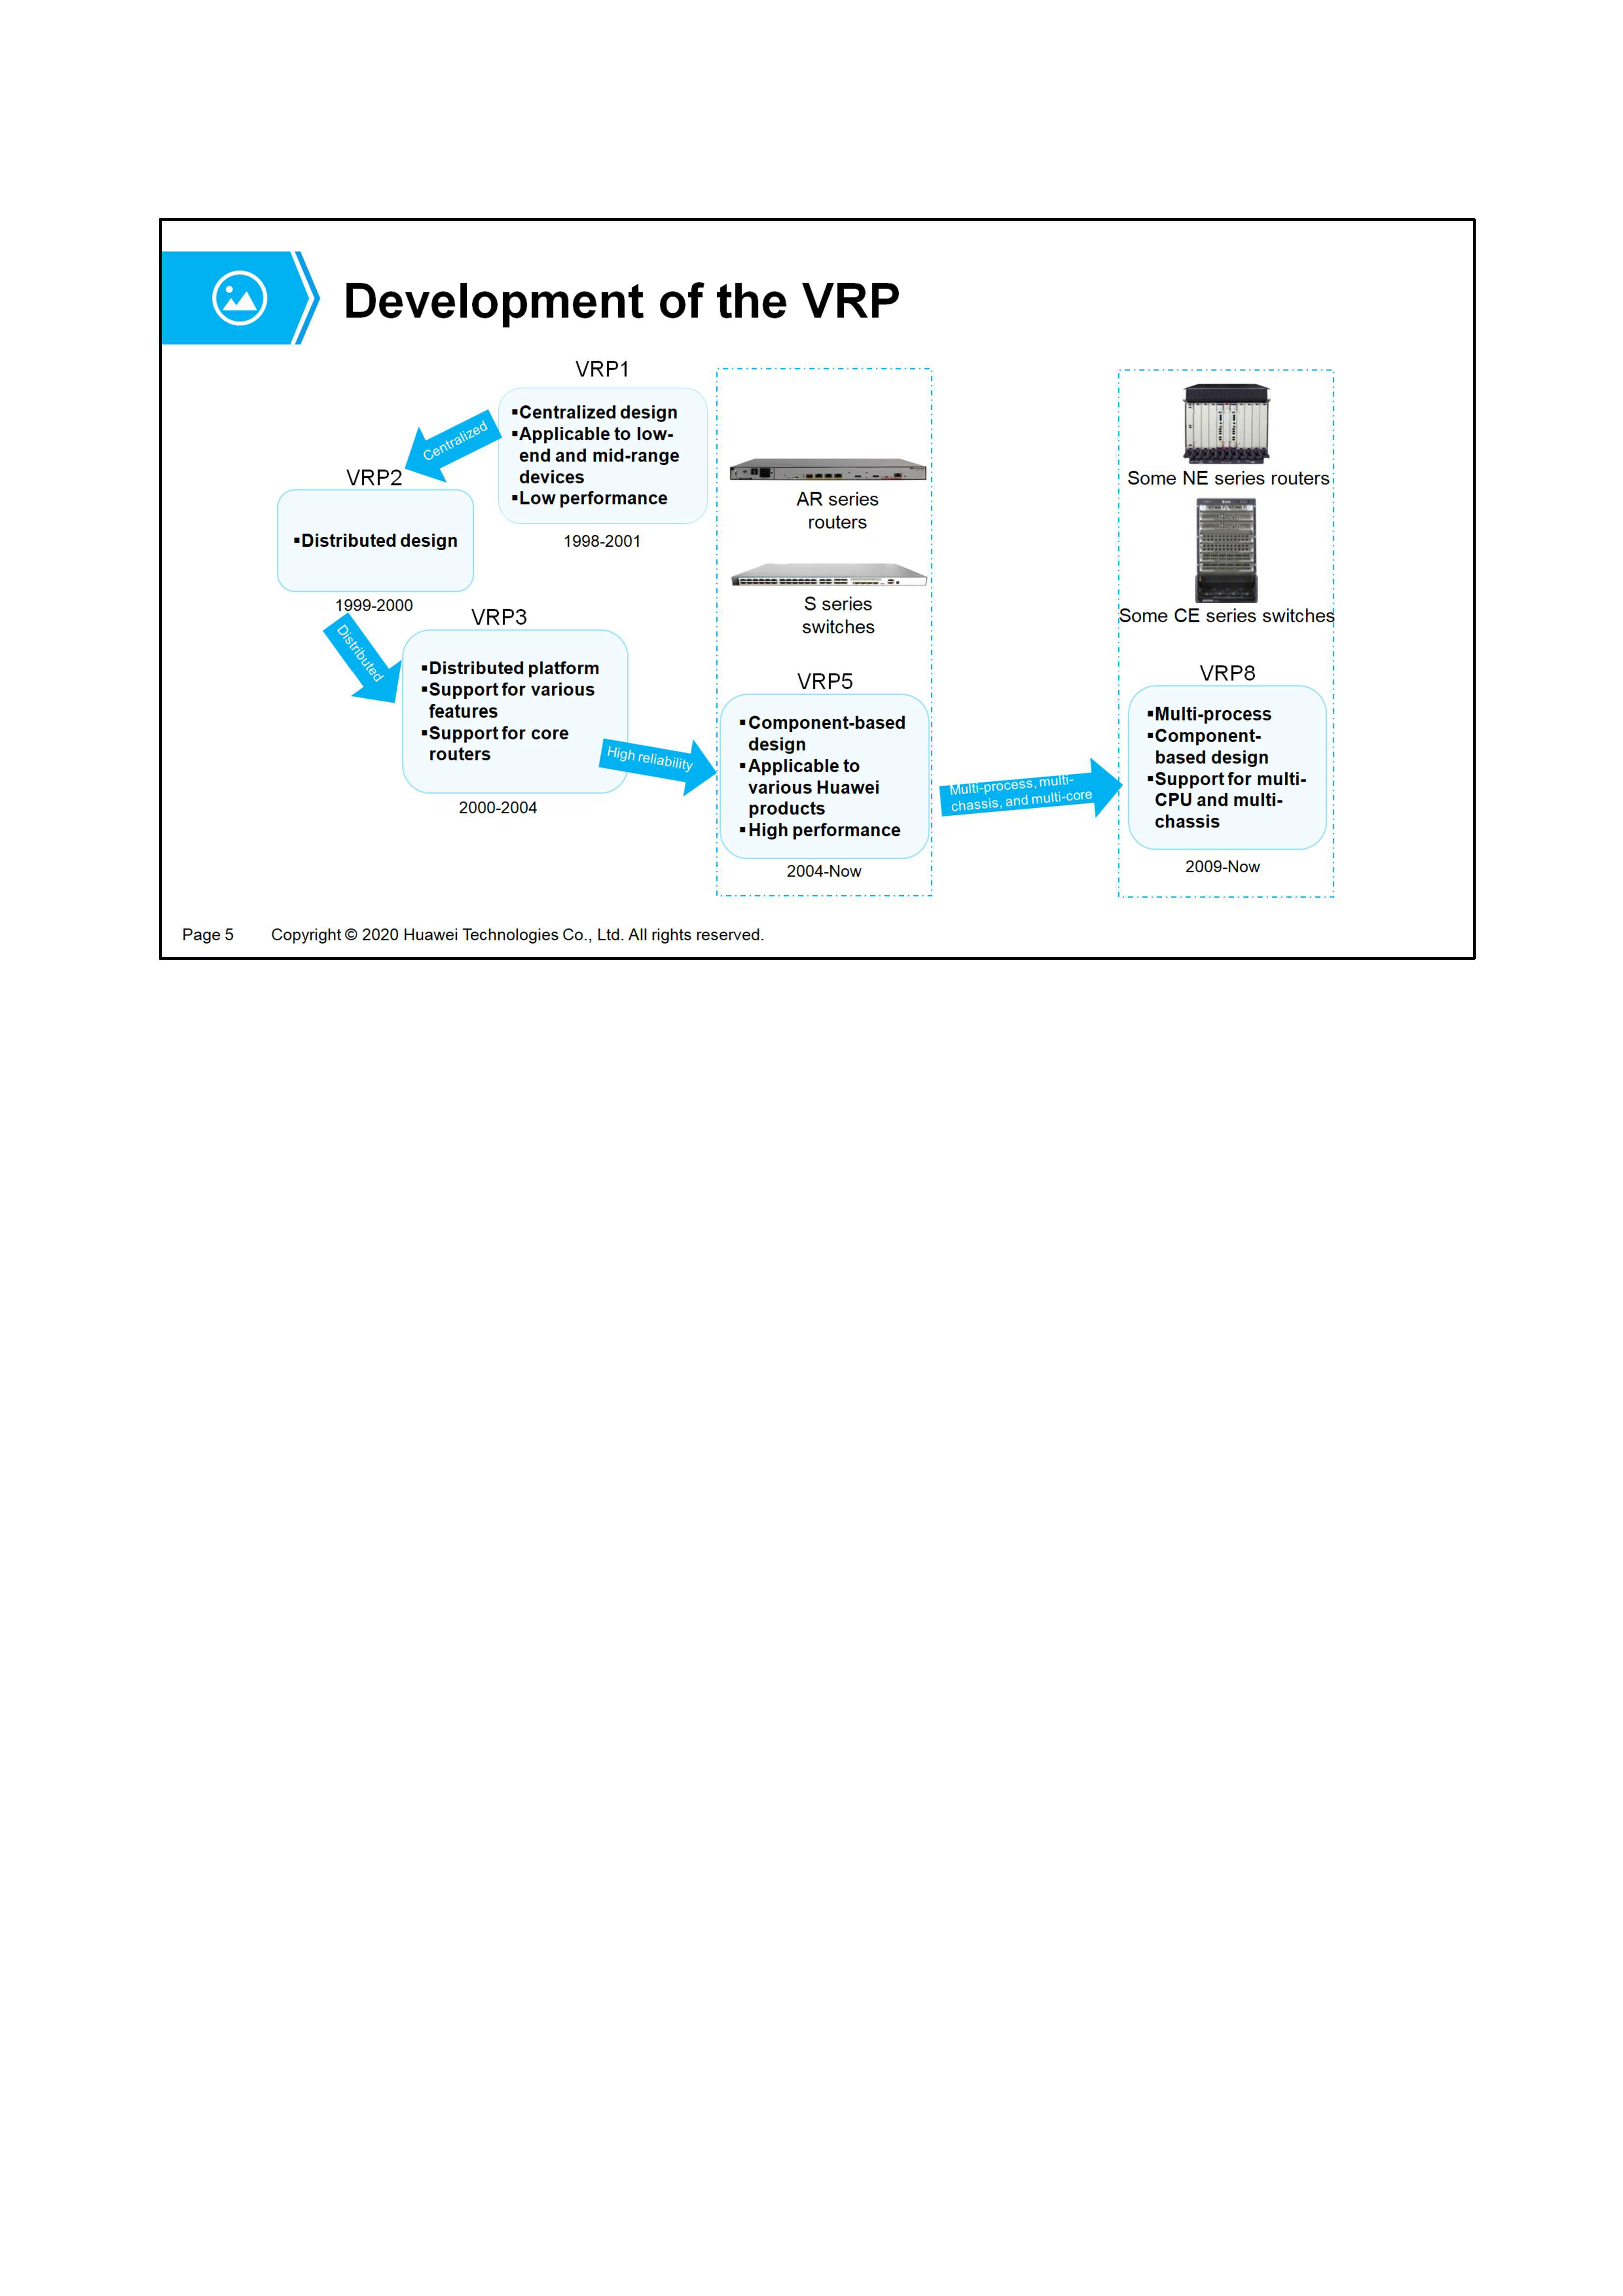 Development of the VRP
VRP1
▪Centralized design
▪Applicable to low-
end and mid-range
devices
▪Low performance
1998-2001
Centralized
VRP2
▪Distributed design
1999-2000
Distributed
VRP3
▪Distributed platform
▪Support for various
features
▪Support for core
routers
2000-2004
High reliability
AR series
routers
S series
switches
VRP5
▪Component-based
design
▪Applicable to
various Huawei
products
▪High performance
2004-Now
Multi-process, multi-
chassis, and multi-core
Some NE series routers
Some CE series switches
VRP8
▪Multi-process
▪Component-
based design
▪Support for multi-
CPU and multi-
chassis
2009-Now
Page 5 Copyright © 2020 Huawei Technologies Co., Ltd. All rights reserved.